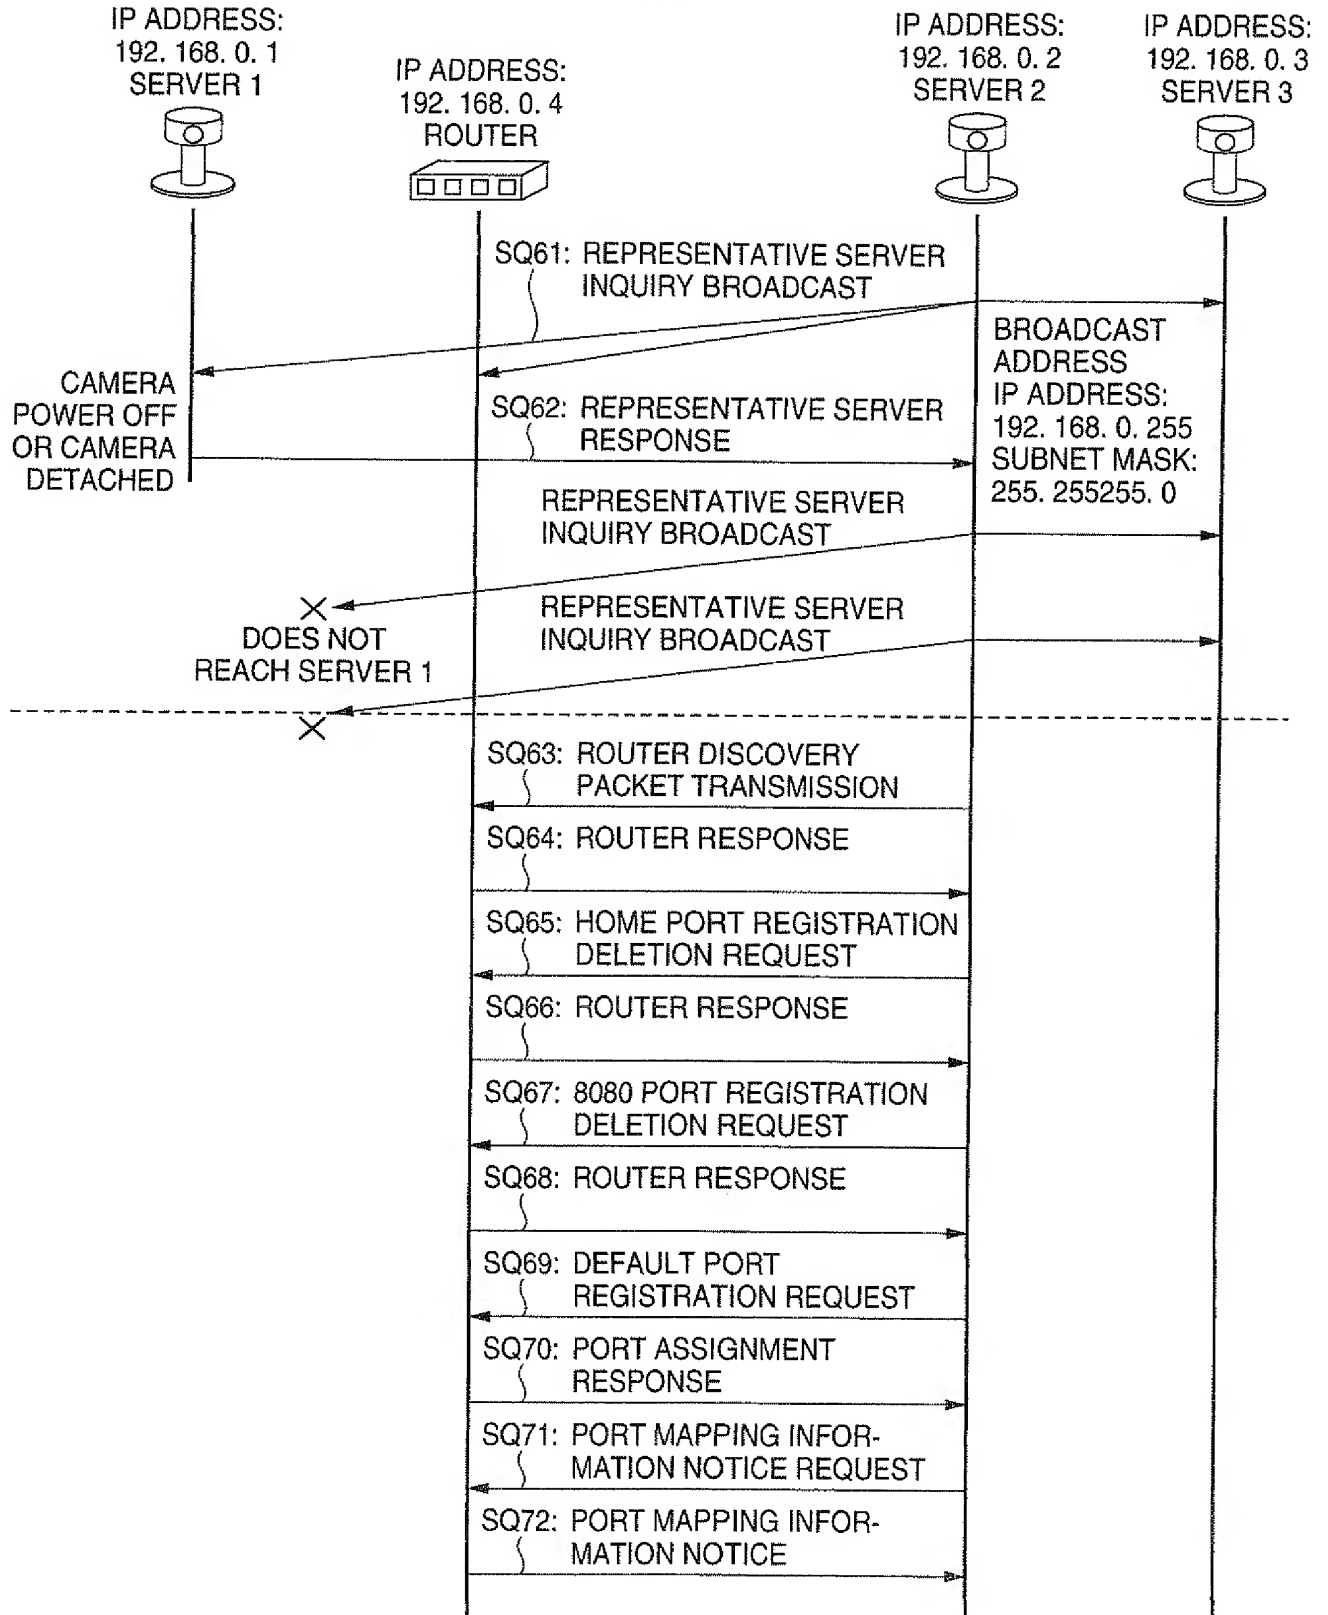 IP ADDRESS:
192. 168. 0. 1
SERVER 1
IP ADDRESS:
192. 168. 0. 4
ROUTER
IP ADDRESS:
192. 168. 0. 2
SERVER 2
IP ADDRESS:
192. 168. 0. 3
SERVER 3
SQ61: REPRESENTATIVE SERVER
INQUIRY BROADCAST
BROADCAST
ADDRESS
IP ADDRESS:
192. 168. 0. 255
SUBNET MASK:
255. 255255. 0
CAMERA
POWER OFF
OR CAMERA
DETACHED
SQ62: REPRESENTATIVE SERVER
RESPONSE
REPRESENTATIVE SERVER
INQUIRY BROADCAST
DOES NOT
REACH SERVER 1
REPRESENTATIVE SERVER
INQUIRY BROADCAST
SQ63: ROUTER DISCOVERY
PACKET TRANSMISSION
SQ64: ROUTER RESPONSE
SQ65: HOME PORT REGISTRATION
DELETION REQUEST
SQ66: ROUTER RESPONSE
SQ67: 8080 PORT REGISTRATION
DELETION REQUEST
SQ68: ROUTER RESPONSE
SQ69: DEFAULT PORT
REGISTRATION REQUEST
SQ70: PORT ASSIGNMENT
RESPONSE
SQ71: PORT MAPPING INFOR-
MATION NOTICE REQUEST
SQ72: PORT MAPPING INFOR-
MATION NOTICE